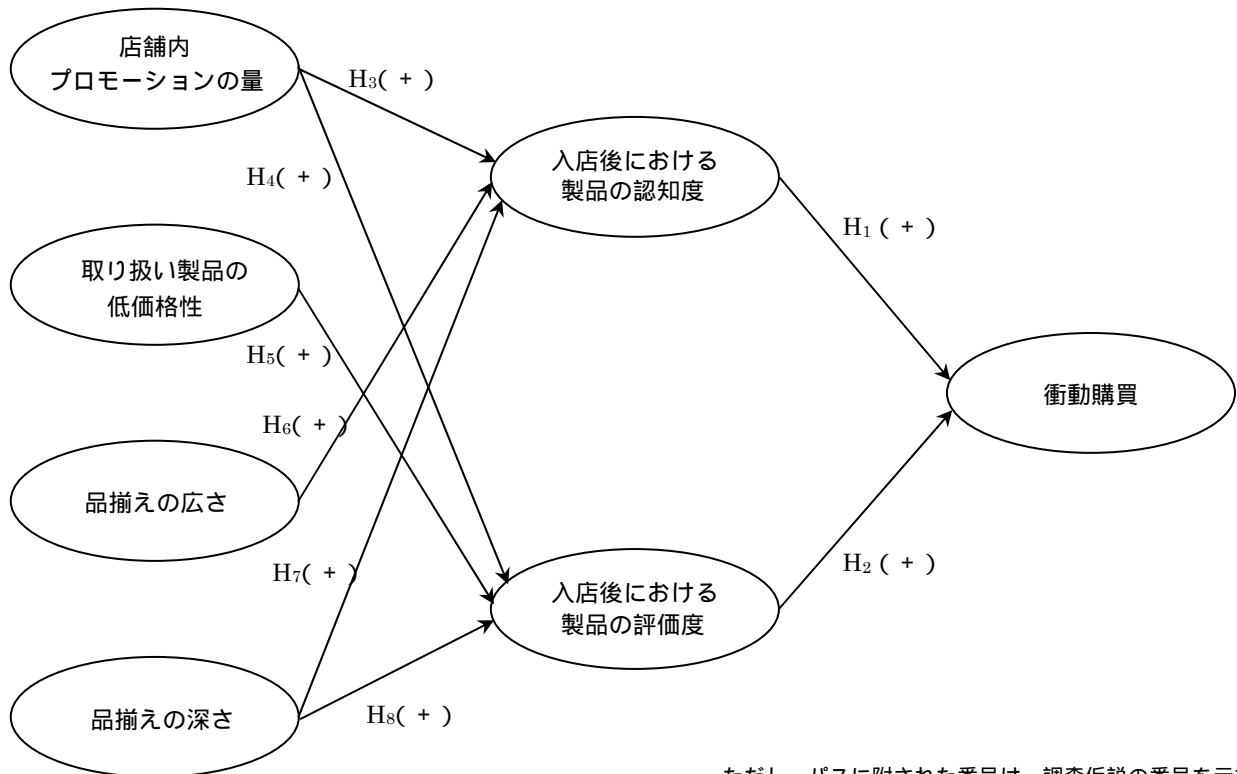 店舗内
プロモーションの量
H₃( + )
入店後における
製品の認知度
H₄( + )
H₁ ( + )
取り扱い製品の
低価格性
H₅( + )
衝動購買
H₆( + )
品揃えの広さ
H₇( + )
H₂ ( + )
入店後における
製品の評価度
品揃えの深さ
H₈( + )